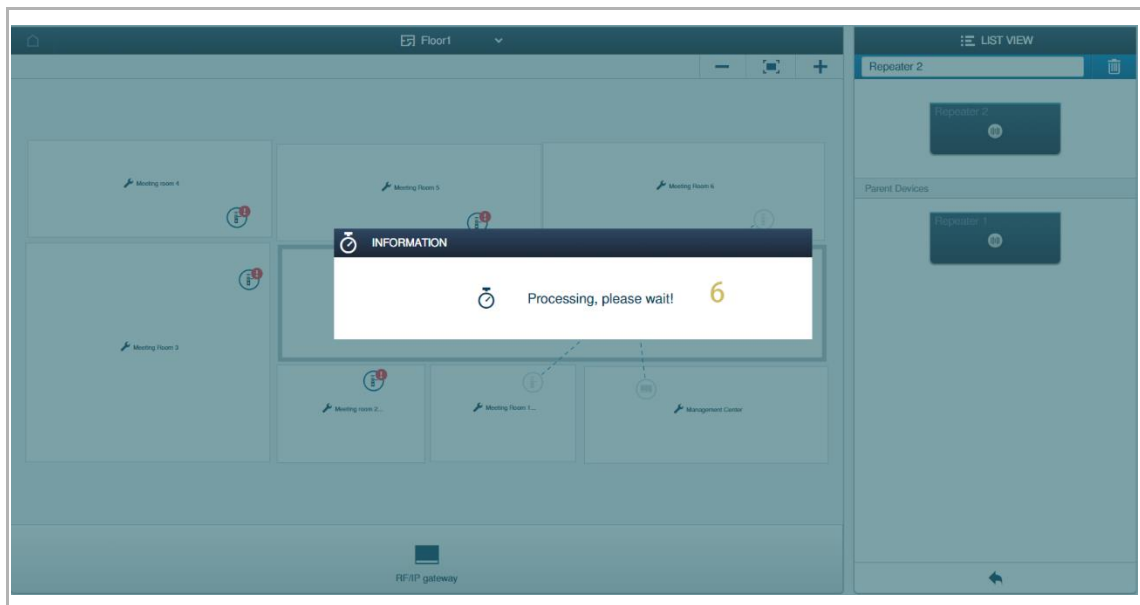 Floor1
LIST VIEW
Repeater 2
Repeater 2
Meeting room 4
Meeting Room 5
Meeting Room 6
Parent Devices
Repeater 1
INFORMATION
Processing, please wait! 6
Meeting Room 3
Meeting room 2...
Meeting Room 1...
Management Center
RF/IP gateway